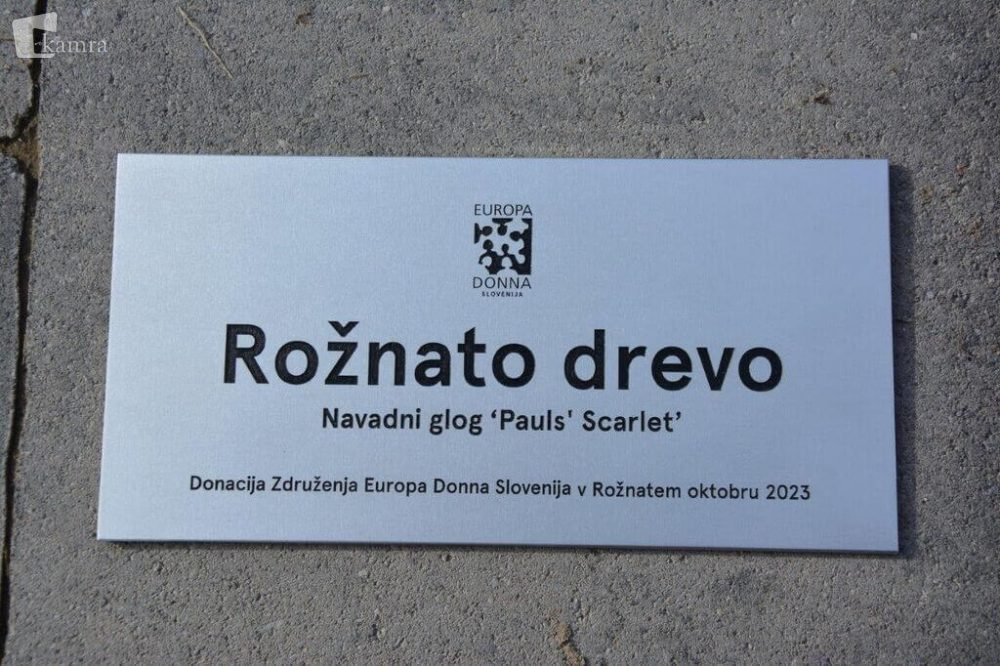 kamra
EUROPA
DONNA
SLOVENIJA
Rožnato drevo
Navadni glog ‘Pauls' Scarlet’
Donacija Združenja Europa Donna Slovenija v Rožnatem oktobru 2023